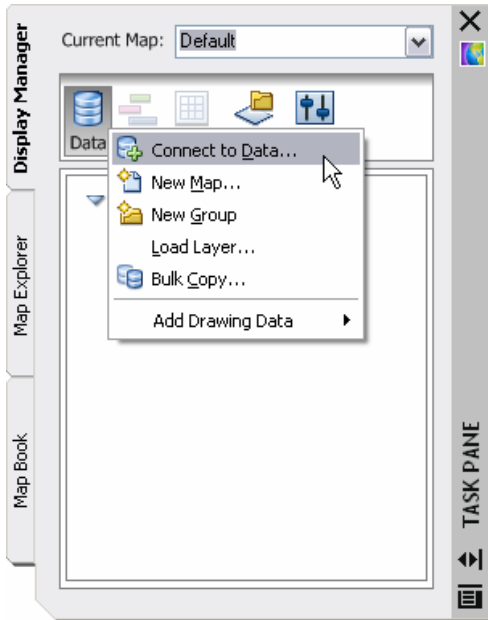 Current Map: Default
Data
Connect to Data...
New Map...
New Group
Load Layer...
Bulk Copy...
Add Drawing Data
Display Manager
Map Explorer
Map Book
TASK PANE